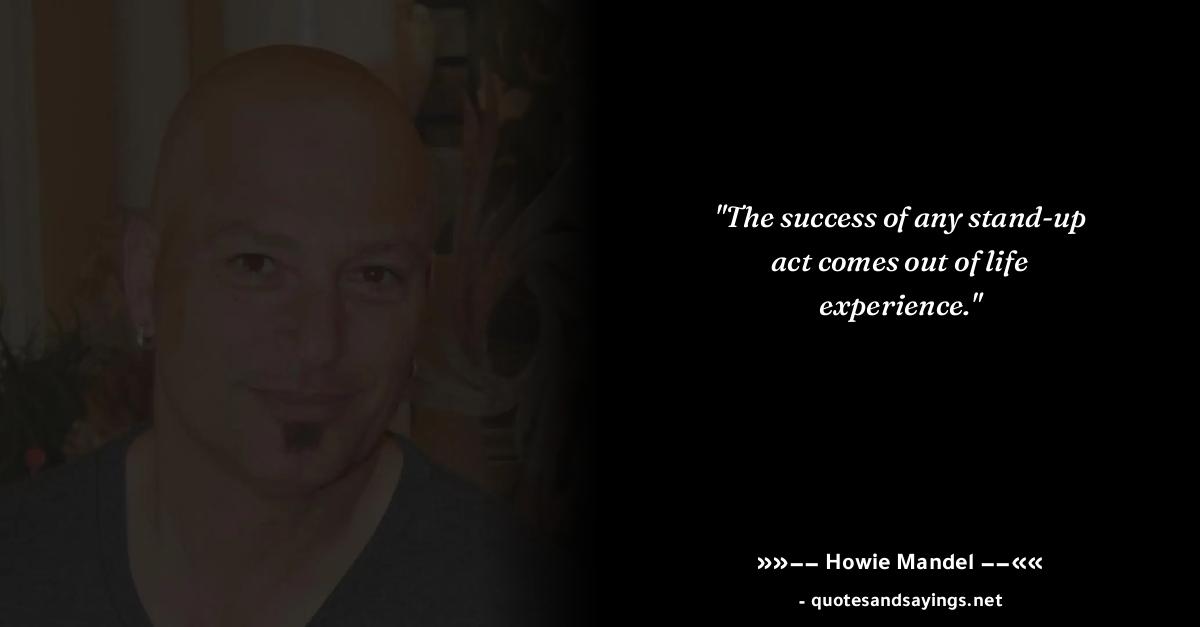 "The success of any stand-up
act comes out of life
experience."
»»−− Howie Mandel −−««
- quotesandsayings.net